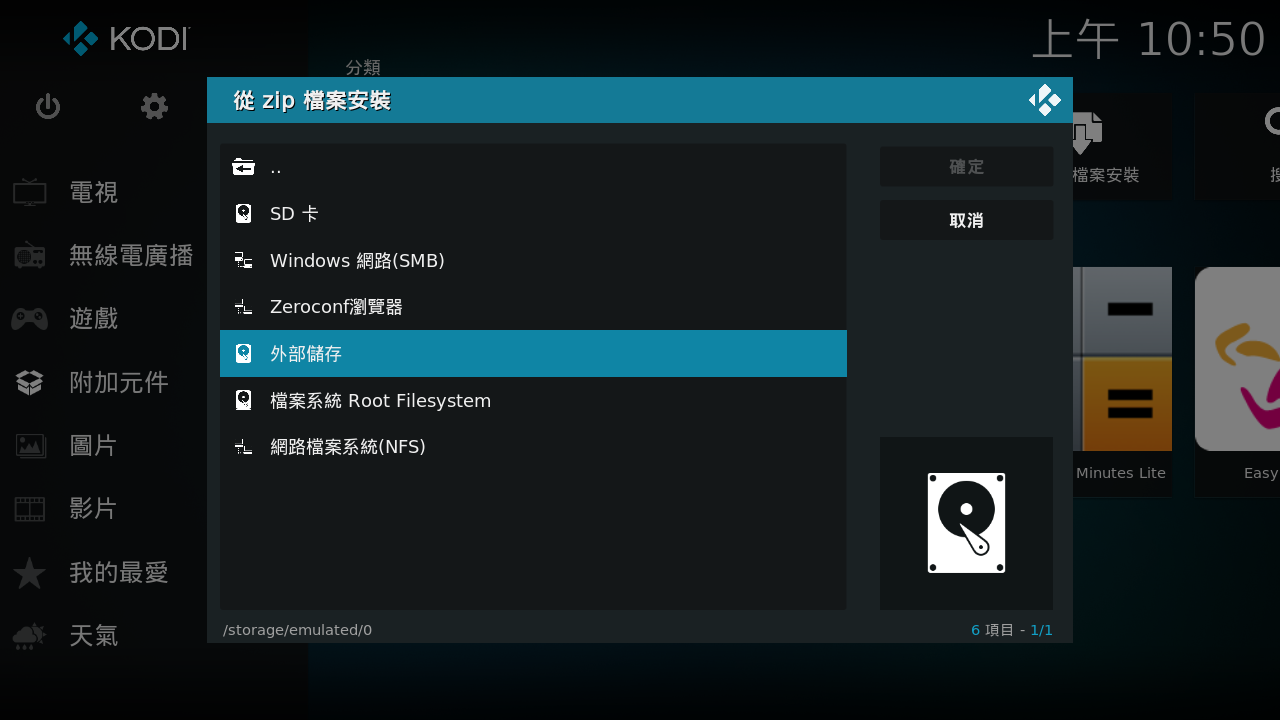 KODI
上午 10:50
分類
從 zip 檔案安裝
..
SD 卡
Windows 網路(SMB)
Zeroconf瀏覽器
外部儲存
檔案系統 Root Filesystem
網路檔案系統(NFS)
確定
取消
/storage/emulated/0
6 項目 - 1/1
電視
無線電廣播
遊戲
附加元件
圖片
影片
我的最愛
天氣
檔案安裝
Minutes Lite
Easy